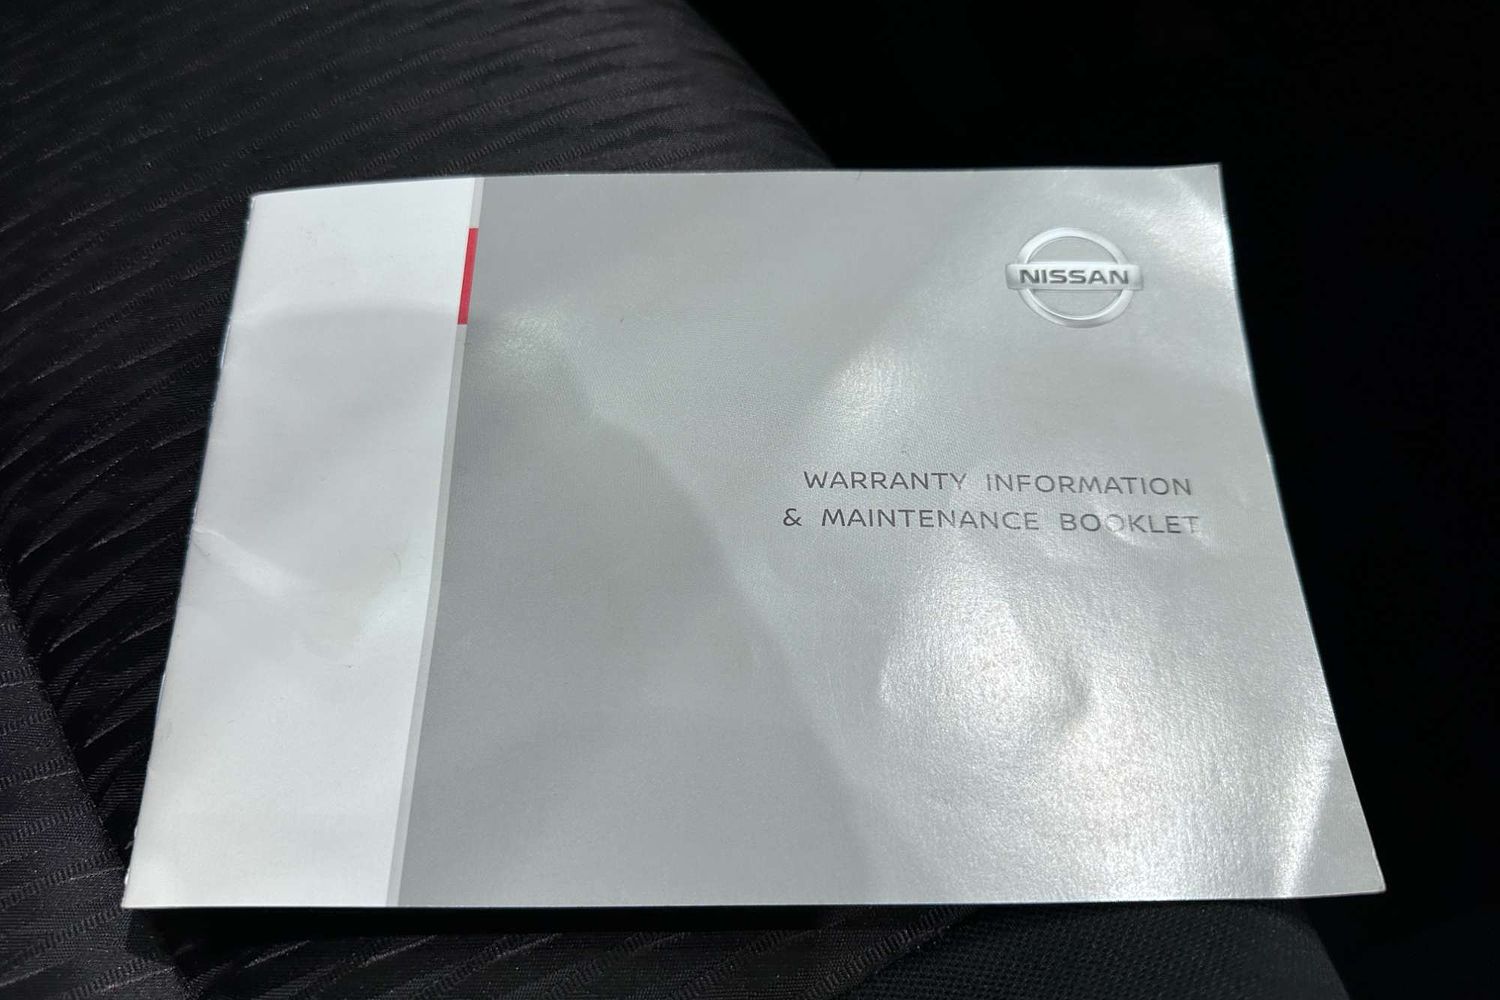 NISSAN
WARRANTY INFORMATION
& MAINTENANCE BOOKLET